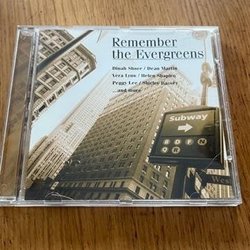 Remember
the Evergreens
Dinah Shore / Dean Martin
Vera Lynn / Helen Shapiro
Peggy Lee / Shirley Bassey
...and more
Subway